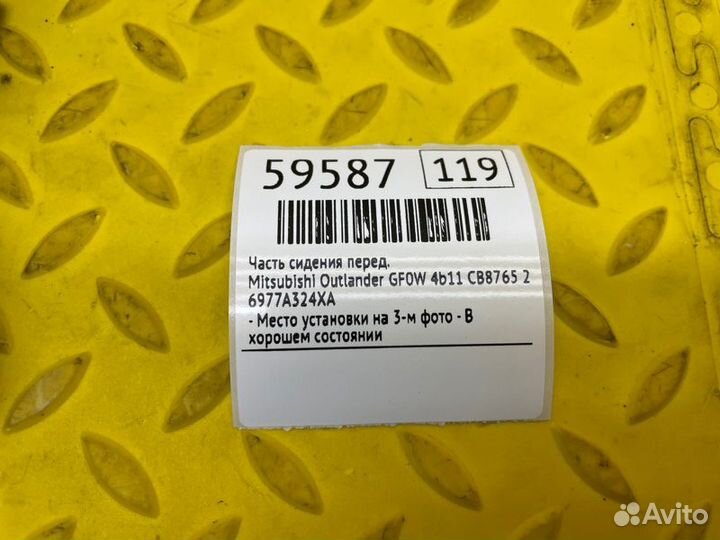 59587 119
Часть сидения перед.
Mitsubishi Outlander GF0W 4b11 CB8765 2
6977A324XA
- Место установки на 3-м фото - В
хорошем состоянии
Avito